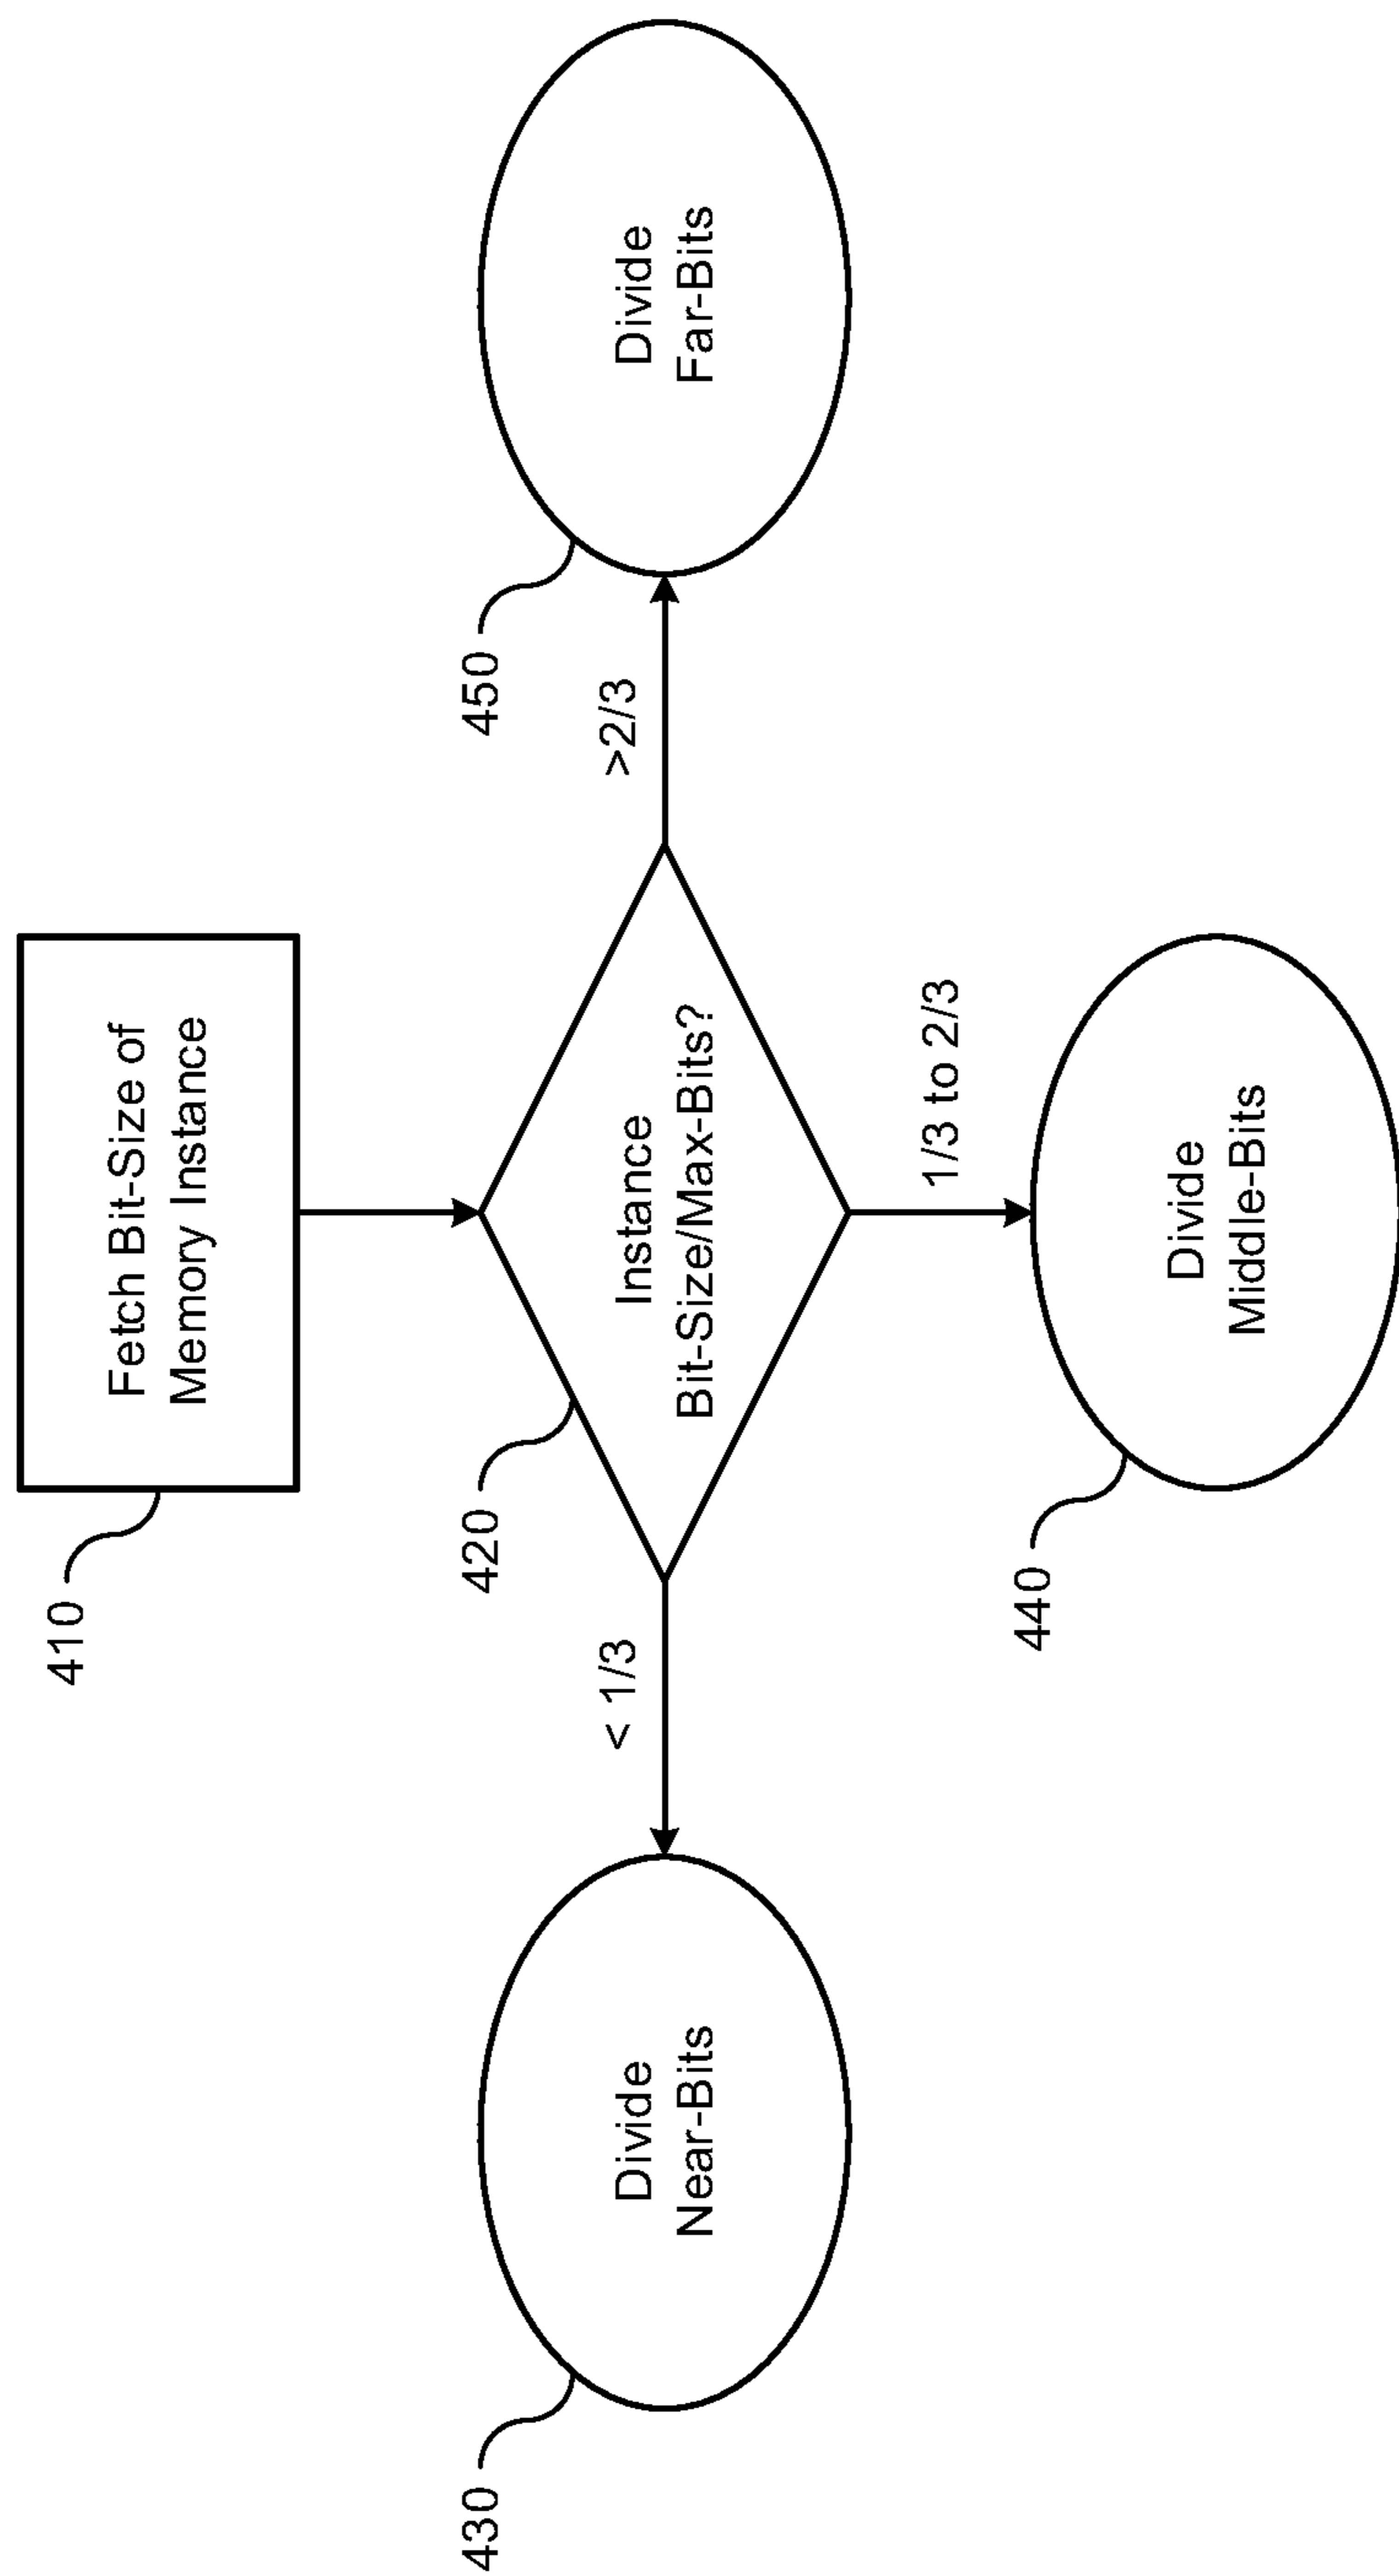 410
Fetch Bit-Size of
Memory Instance
420
Instance
Bit-Size/Max-Bits?
< 1/3
>2/3
1/3 to 2/3
430
Divide
Near-Bits
440
Divide
Middle-Bits
450
Divide
Far-Bits